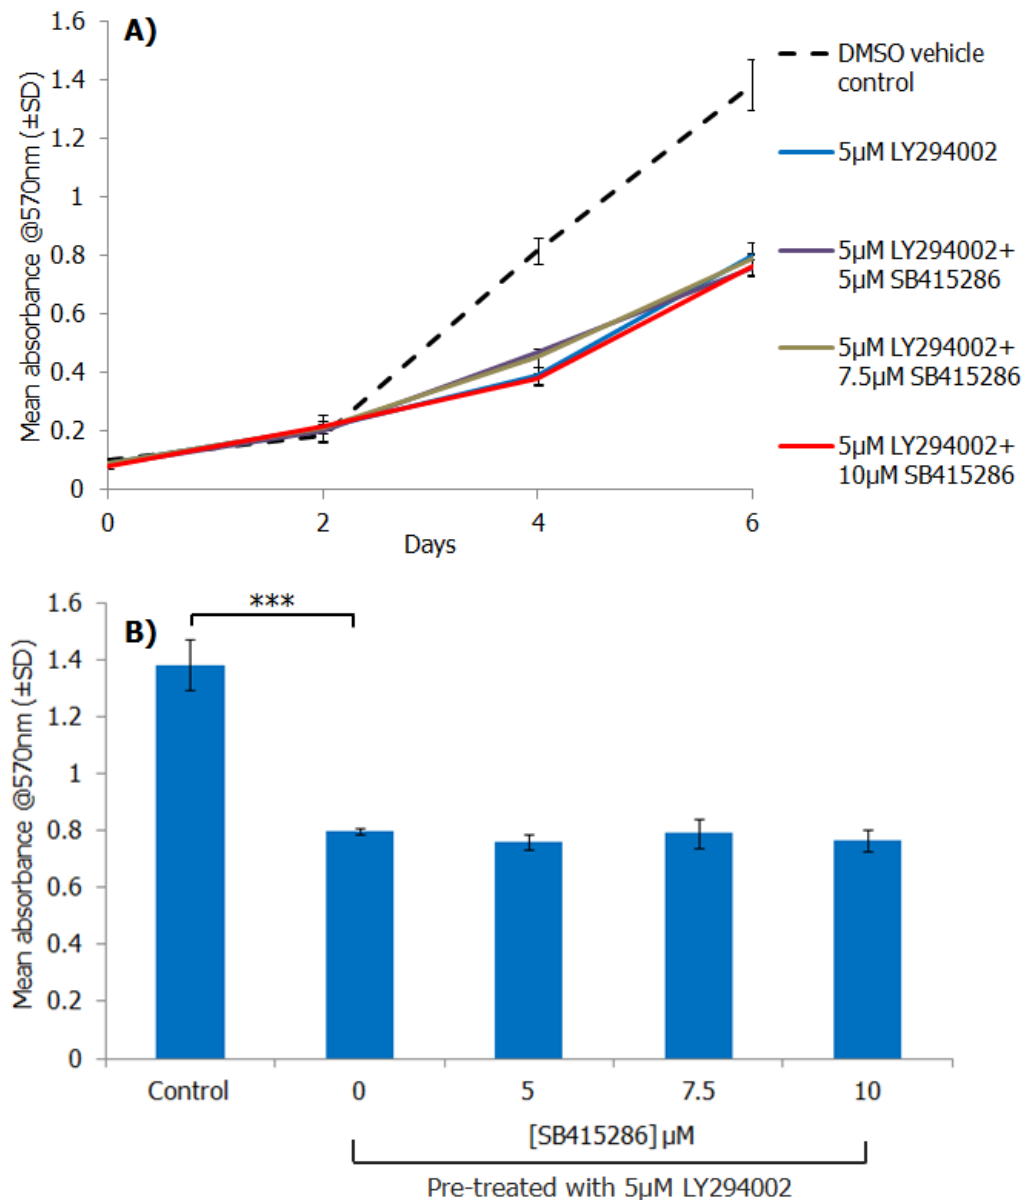 A)
Mean absorbance @570nm (±SD)
1.6
1.4
1.2
1
0.8
0.6
0.4
0.2
0
0 2 4 6
Days
DMSO vehicle
control
5µM LY294002
5µM LY294002+
5µM SB415286
5µM LY294002+
7.5µM SB415286
5µM LY294002+
10µM SB415286
B)
***
Mean absorbance @570nm (±SD)
1.6
1.4
1.2
1
0.8
0.6
0.4
0.2
0
Control 0 5 7.5 10
[SB415286] µM
Pre-treated with 5µM LY294002